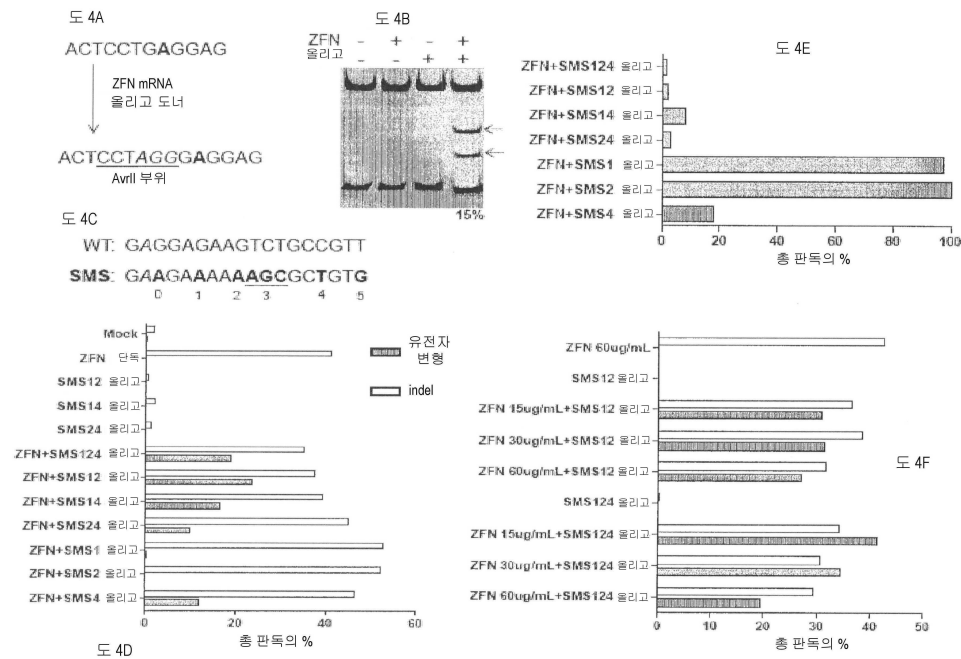 도 4A
ACTCCTGAGGAG
ZFN mRNA
올리고 도너
ACTCCTAGGGAGGAG
AvrII 부위
도 4B
ZFN - + - +
올리고 - - + +
15%
도 4C
WT: GAGGAGAAGTCTGCCGTT
SMS: GAAGAAAAAAGCGCTGTG
0 1 2 3 4 5
도 4E
ZFN+SMS124 올리고
ZFN+SMS12 올리고
ZFN+SMS14 올리고
ZFN+SMS24 올리고
ZFN+SMS1 올리고
ZFN+SMS2 올리고
ZFN+SMS4 올리고
0 20 40 60 80 100
총 판독의 %
Mock
ZFN 단독
SMS12 올리고
SMS14 올리고
SMS24 올리고
ZFN+SMS124 올리고
ZFN+SMS12 올리고
ZFN+SMS14 올리고
ZFN+SMS24 올리고
ZFN+SMS1 올리고
ZFN+SMS2 올리고
ZFN+SMS4 올리고
0 20 40 60
총 판독의 %
유전자
변형
indel
도 4D
ZFN 60ug/mL
SMS12 올리고
ZFN 15ug/mL+SMS12 올리고
ZFN 30ug/mL+SMS12 올리고
ZFN 60ug/mL+SMS12 올리고
SMS124 올리고
ZFN 15ug/mL+SMS124 올리고
ZFN 30ug/mL+SMS124 올리고
ZFN 60ug/mL+SMS124 올리고
0 10 20 30 40 50
총 판독의 %
도 4F